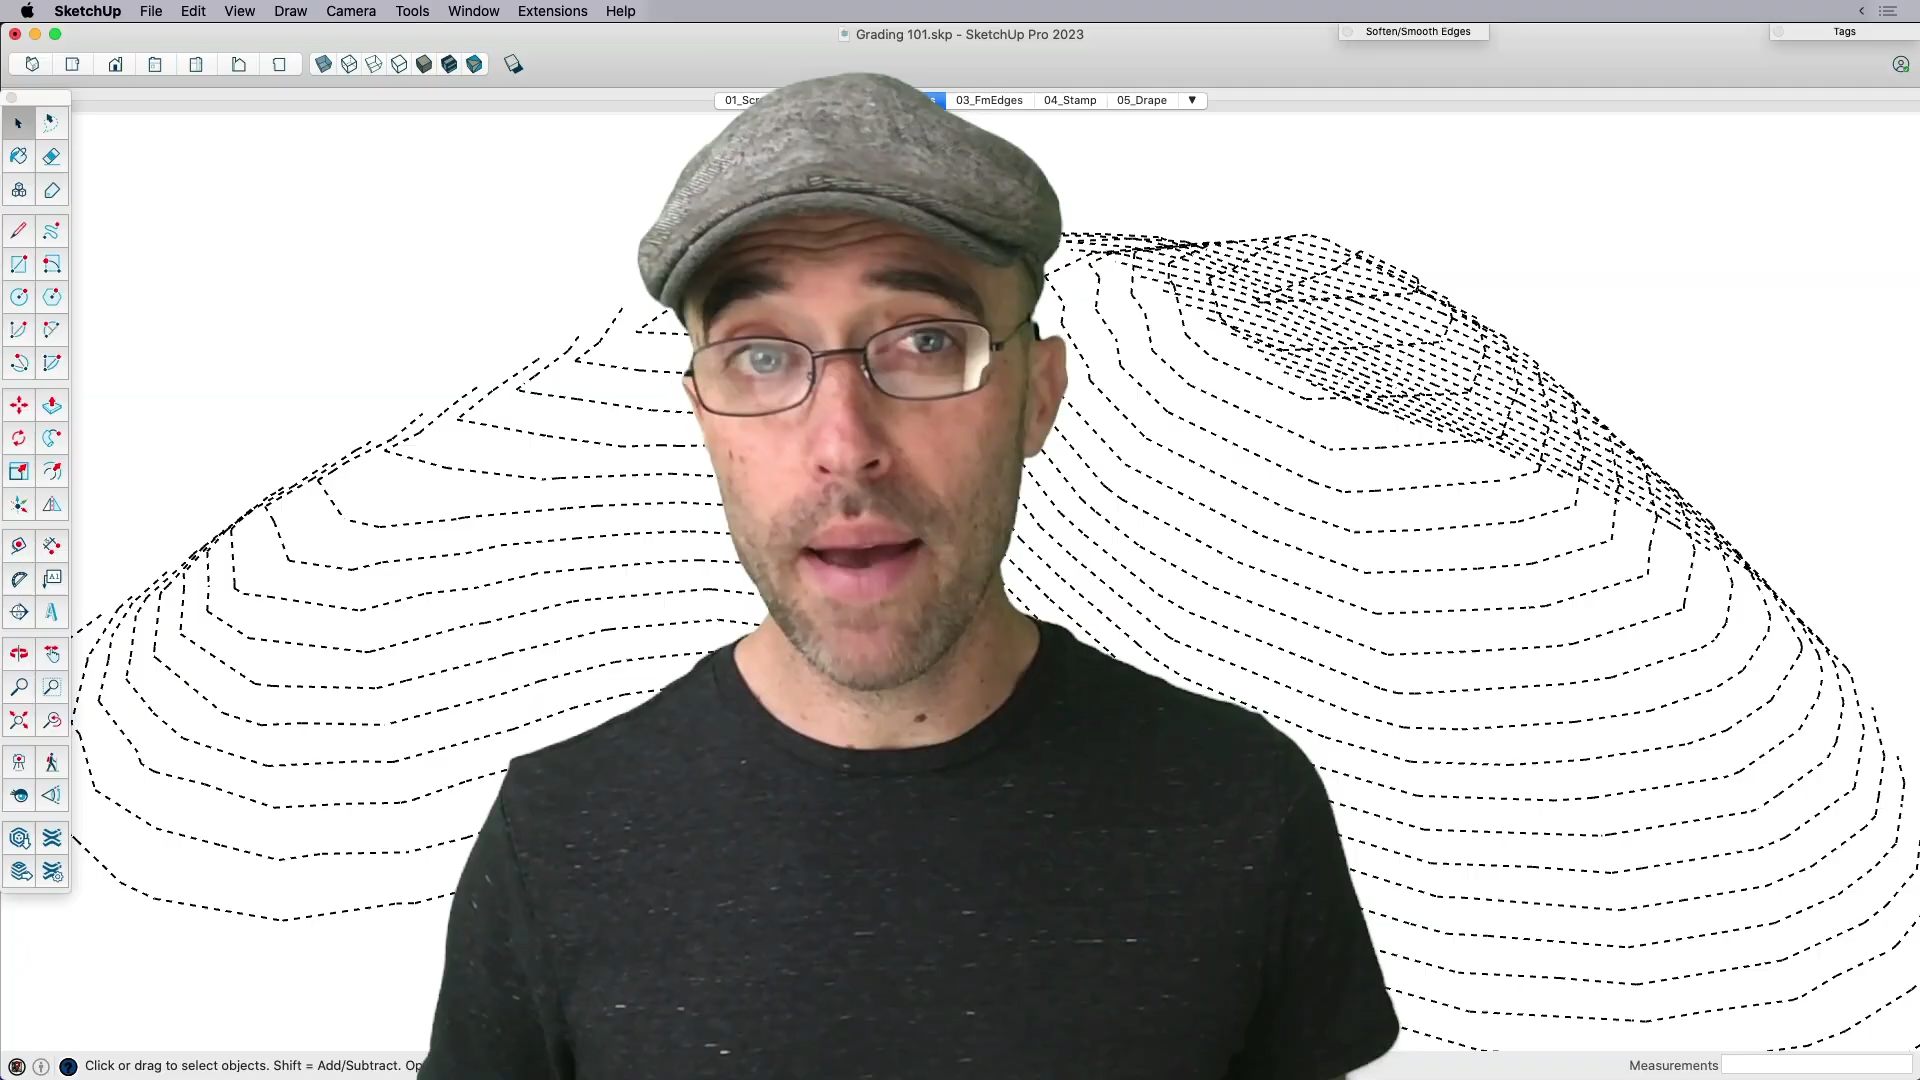 SketchUp File Edit View Draw Camera Tools Window Extensions Help
Grading 101.skp - SketchUp Pro 2023
Soften/Smooth Edges
Tags
03_FmEdges 04_Stamp 05_Drape
A1
Click or drag to select objects. Shift = Add/Subtract.
Measurements